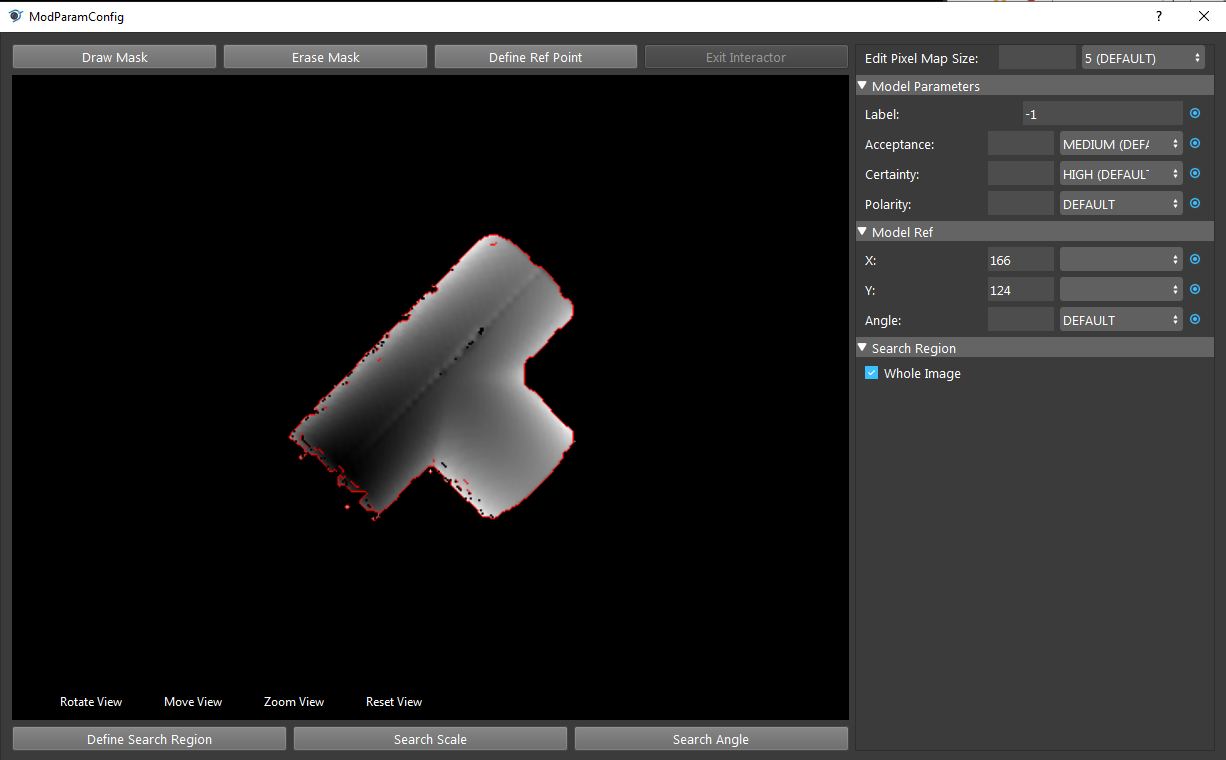 ModParamConfig
?
Draw Mask Erase Mask Define Ref Point Exit Interactor
Edit Pixel Map Size: 5 (DEFAULT)
Model Parameters
Label: -1
Acceptance: MEDIUM (DEFA
Certainty: HIGH (DEFAUL
Polarity: DEFAULT
Model Ref
X: 166
Y: 124
Angle: DEFAULT
Search Region
Whole Image
Rotate View Move View Zoom View Reset View
Define Search Region Search Scale Search Angle